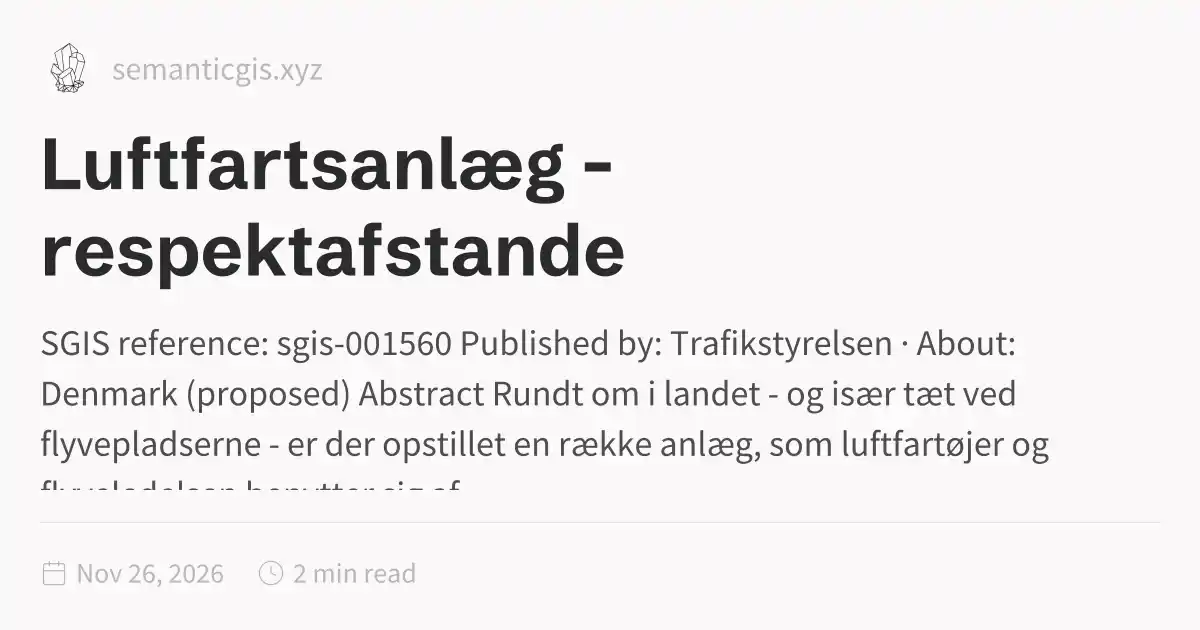 semanticgis.xyz
Luftfartsanlæg -
respektafstande
SGIS reference: sgis-001560 Published by: Trafikstyrelsen · About:
Denmark (proposed) Abstract Rundt om i landet - og især tæt ved
flyvepladserne - er der opstillet en række anlæg, som luftfartøjer og
Nov 26, 2026
2 min read